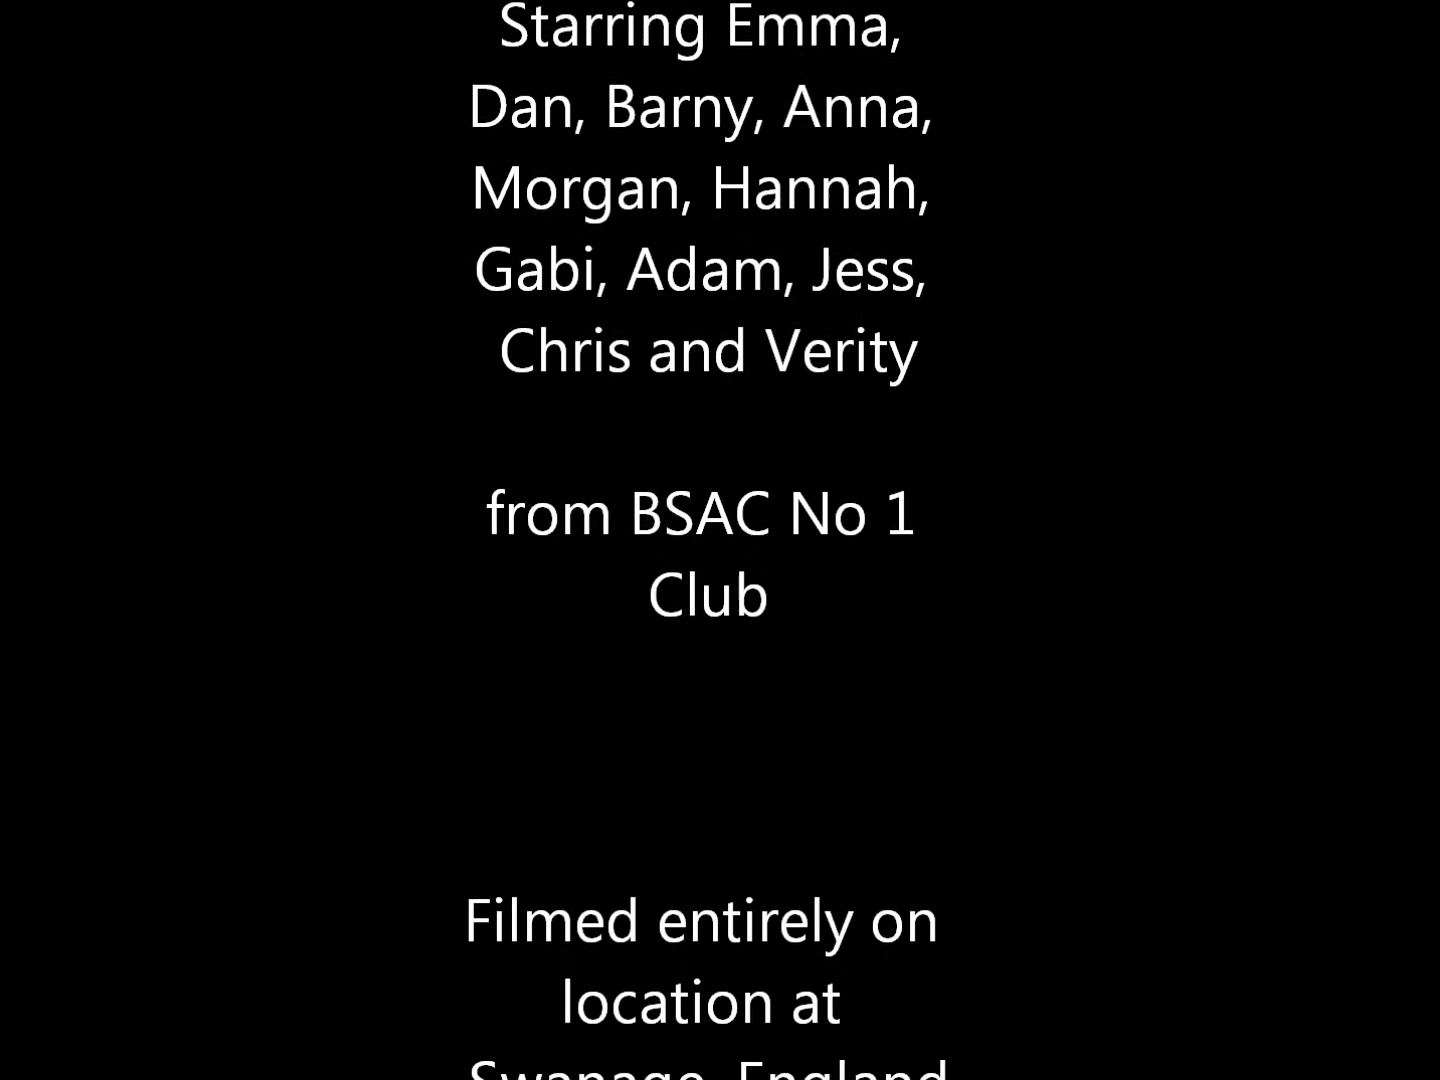 Starring Emma,
Dan, Barny, Anna,
Morgan, Hannah,
Gabi, Adam, Jess,
Chris and Verity
from BSAC No 1
Club
Filmed entirely on
location at
Swanage, England